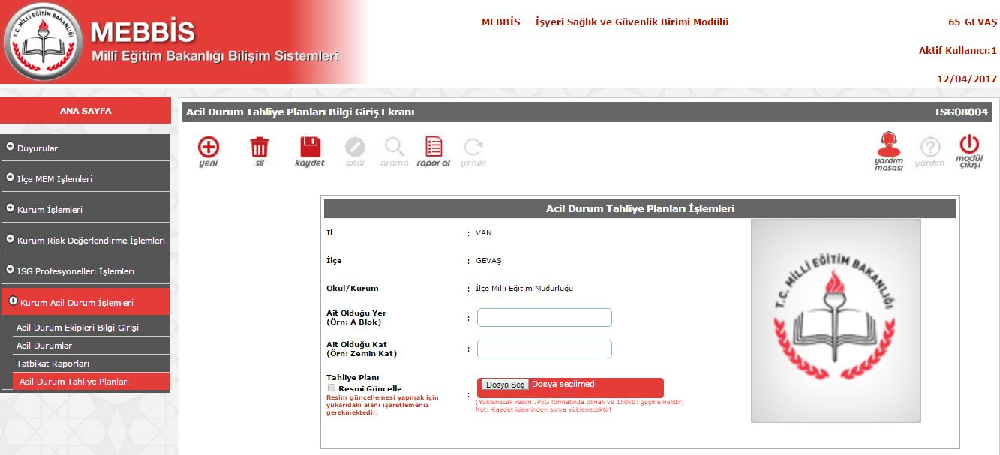 T.C. MİLLÎ EĞİTİM BAKANLIĞI
MEBBİS
Millî Eğitim Bakanlığı Bilişim Sistemleri
MEBBİS -- İşyeri Sağlık ve Güvenlik Birimi Modülü
65-GEVAŞ
Aktif Kullanıcı:1
12/04/2017
ANA SAYFA
Duyurular
İlçe MEM İşlemleri
Kurum İşlemleri
Kurum Risk Değerlendirme İşlemleri
ISG Profesyonelleri İşlemleri
Kurum Acil Durum İşlemleri
Acil Durum Ekipleri Bilgi Girişi
Acil Durumlar
Tatbikat Raporları
Acil Durum Tahliye Planları
Acil Durum Tahliye Planları Bilgi Giriş Ekranı
ISG08004
yeni
sil
kaydet
iptal
arama
rapor al
yenile
yardım
masası
yardım
modül
çıkışı
Acil Durum Tahliye Planları İşlemleri
İl : VAN
İlçe : GEVAŞ
Okul/Kurum : İlçe Milli Eğitim Müdürlüğü
Ait Olduğu Yer
(Örn: A Blok) :
Ait Olduğu Kat
(Örn: Zemin Kat) :
Tahliye Planı
Resmi Güncelle
Resim güncellemesi yapmak için
yukarıdaki alanı işaretlemeniz
gerekmektedir.
:
Dosya Seç Dosya seçilmedi
(Yüklenecek resim JPEG formatında olmalı ve 150kb'ı geçmemelidir)
Not: Kaydet işleminden sonra yüklenecektir!
T.C. MİLLÎ EĞİTİM BAKANLIĞI